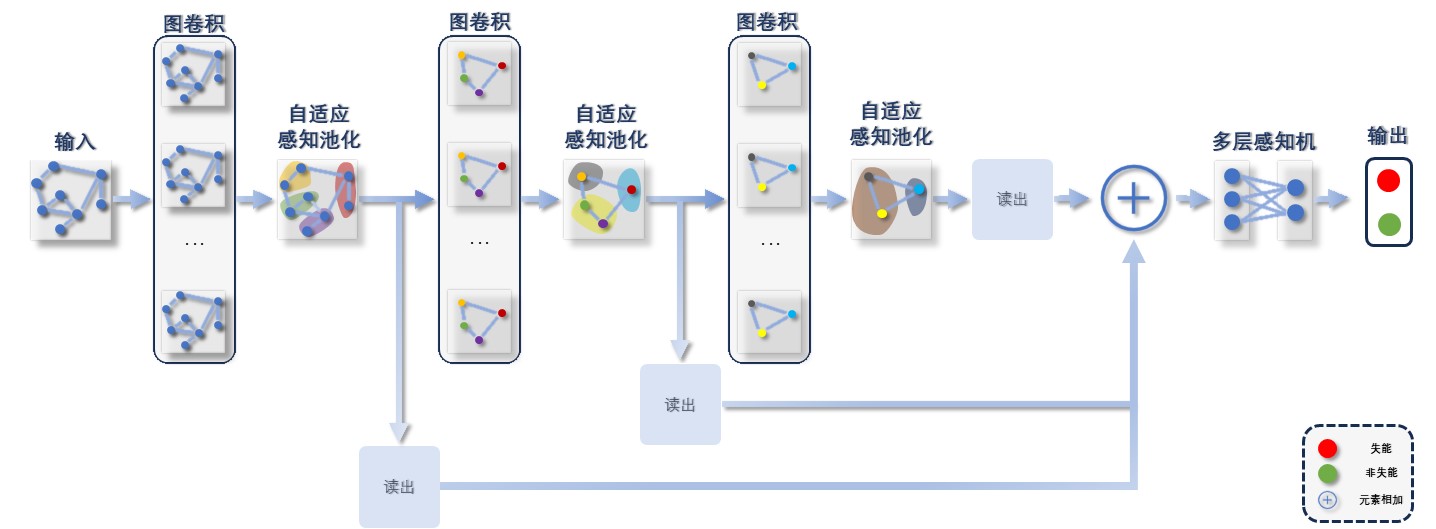 图卷积
图卷积
图卷积
自适应
感知池化
自适应
感知池化
自适应
感知池化
输入
多层感知机
输出
读出
...
...
...
读出
读出
失能
非失能
元素相加